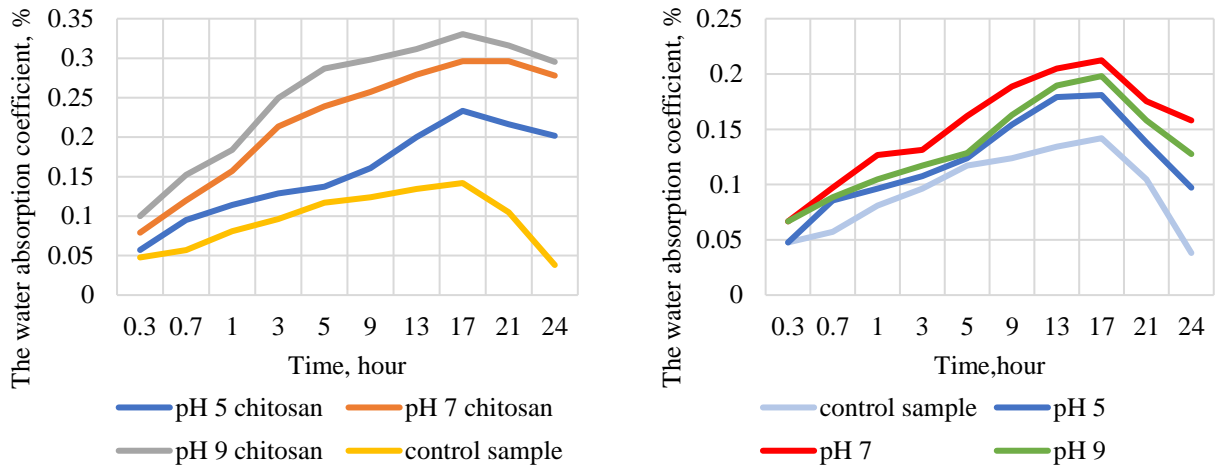 The water absorption coefficient, %
0.35
0.3
0.25
0.2
0.15
0.1
0.05
0
0.3 0.7 1 3 5 9 13 17 21 24
Time, hour
pH 5 chitosan pH 7 chitosan
pH 9 chitosan control sample
The water absorption coefficient, %
0.25
0.2
0.15
0.1
0.05
0
0.3 0.7 1 3 5 9 13 17 21 24
Time,hour
control sample pH 5
pH 7 pH 9